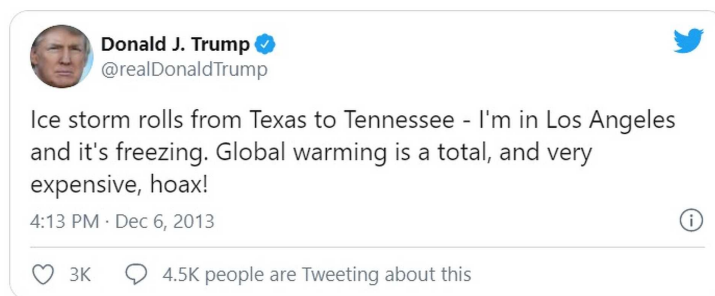 Donald J. Trump
@realDonaldTrump
Ice storm rolls from Texas to Tennessee - I'm in Los Angeles
and it's freezing. Global warming is a total, and very
expensive, hoax!
4:13 PM · Dec 6, 2013
3K 4.5K people are Tweeting about this